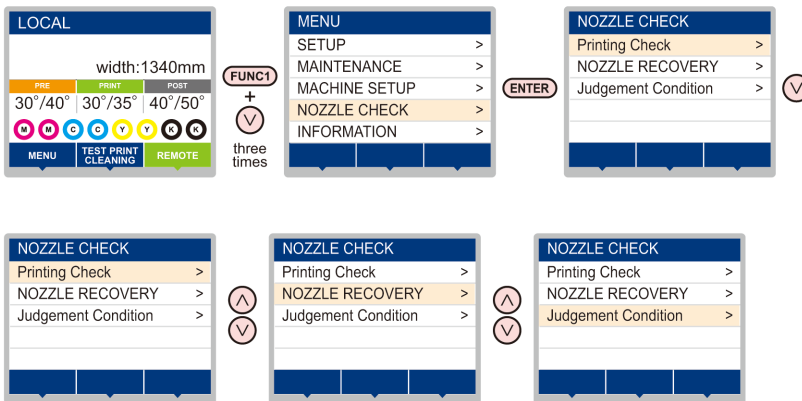 LOCAL
width:1340mm
PRE PRINT POST
30°/40° 30°/35° 40°/50°
M M C C Y Y K K
MENU TEST PRINT CLEANING REMOTE
FUNC1
+
three
times
MENU
SETUP >
MAINTENANCE >
MACHINE SETUP >
NOZZLE CHECK >
INFORMATION >
ENTER
NOZZLE CHECK
Printing Check >
NOZZLE RECOVERY >
Judgement Condition >
NOZZLE CHECK
Printing Check >
NOZZLE RECOVERY >
Judgement Condition >
NOZZLE CHECK
Printing Check >
NOZZLE RECOVERY >
Judgement Condition >
NOZZLE CHECK
Printing Check >
NOZZLE RECOVERY >
Judgement Condition >